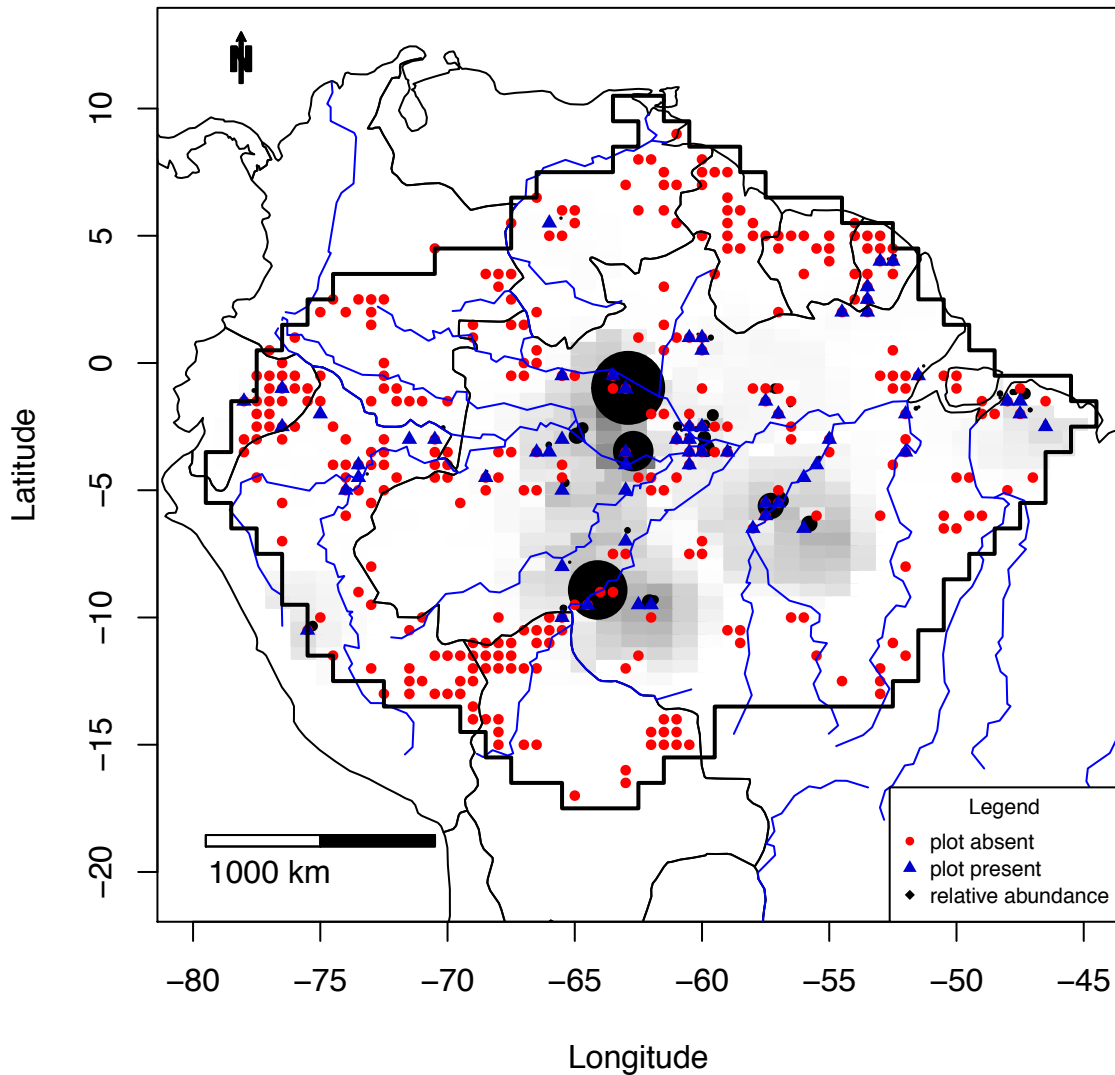 N
10
5
0
−5
−10
−15
−20
Latitude
1000 km
Legend
plot absent
plot present
relative abundance
−80 −75 −70 −65 −60 −55 −50 −45
Longitude